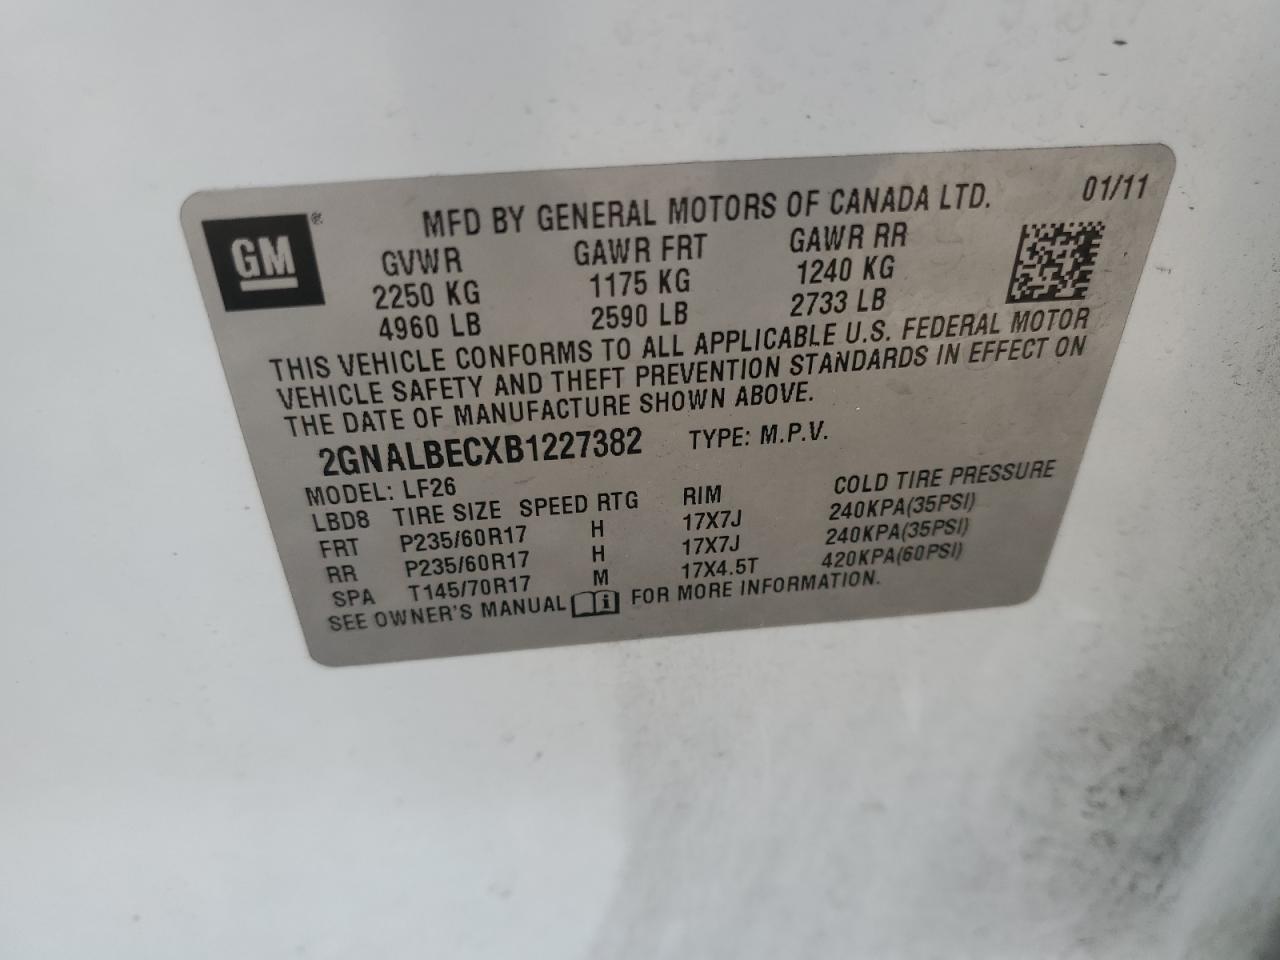 GM ®
MFD BY GENERAL MOTORS OF CANADA LTD. 01/11
GVWR GAWR FRT GAWR RR
2250 KG 1175 KG 1240 KG
4960 LB 2590 LB 2733 LB
THIS VEHICLE CONFORMS TO ALL APPLICABLE U.S. FEDERAL MOTOR
VEHICLE SAFETY AND THEFT PREVENTION STANDARDS IN EFFECT ON
THE DATE OF MANUFACTURE SHOWN ABOVE.
2GNALBECXB1227382 TYPE: M.P.V.
MODEL: LF26
LBD8 TIRE SIZE SPEED RTG RIM COLD TIRE PRESSURE
FRT P235/60R17 H 17X7J 240KPA(35PSI)
RR P235/60R17 H 17X7J 240KPA(35PSI)
SPA T145/70R17 M 17X4.5T 420KPA(60PSI)
SEE OWNER'S MANUAL i FOR MORE INFORMATION.